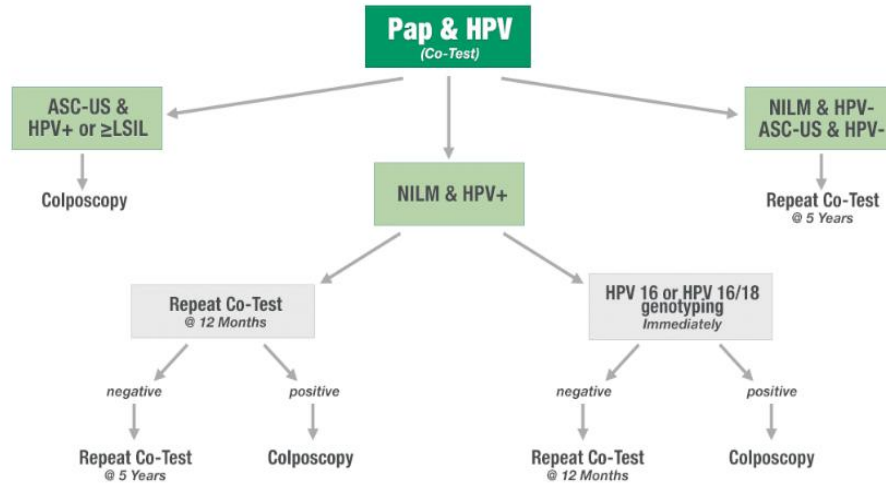 Pap & HPV
(Co-Test)
ASC-US &
HPV+ or ≥LSIL
Colposcopy
NILM & HPV+
NILM & HPV-
ASC-US & HPV-
Repeat Co-Test
@ 5 Years
Repeat Co-Test
@ 12 Months
negative
Repeat Co-Test
@ 5 Years
positive
Colposcopy
HPV 16 or HPV 16/18
genotyping
Immediately
negative
Repeat Co-Test
@ 12 Months
positive
Colposcopy